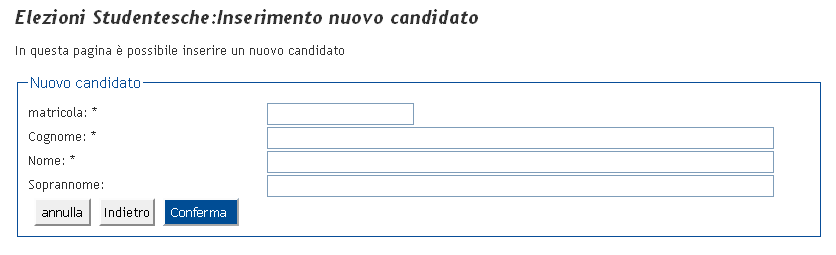 Elezioni Studentesche:Inserimento nuovo candidato
In questa pagina è possibile inserire un nuovo candidato
Nuovo candidato
matricola: *
Cognome: *
Nome: *
Soprannome:
annulla Indietro Conferma